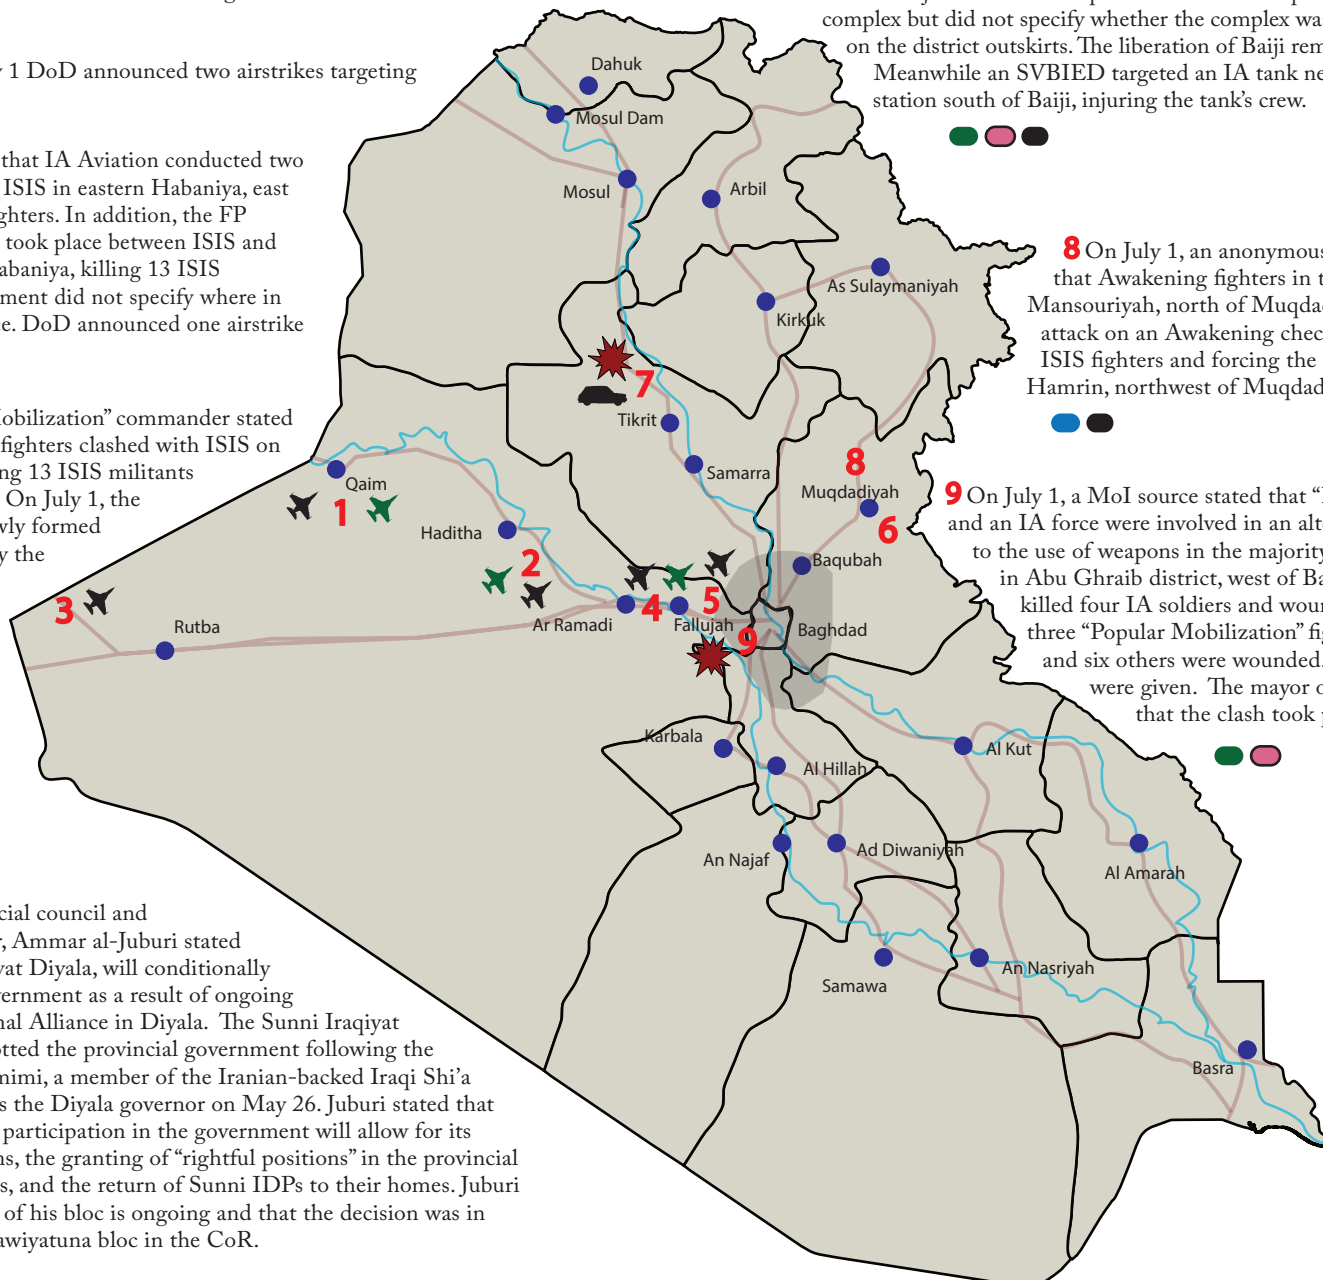 y 1 DoD announced two airstrikes targeting
that IA Aviation conducted two
ISIS in eastern Habaniya, east
ghters. In addition, the FP
took place between ISIS and
abaniya, killing 13 ISIS
ment did not specify where in
ce. DoD announced one airstrike
Mobilization” commander stated
fighters clashed with ISIS on
ng 13 ISIS militants
On July 1, the
wly formed
y the
cial council and
r, Ammar al-Juburi stated
yat Diyala, will conditionally
vernment as a result of ongoing
nal Alliance in Diyala. The Sunni Iraqiyat
otted the provincial government following the
mimi, a member of the Iranian-backed Iraqi Shi’a
s the Diyala governor on May 26. Juburi stated that
participation in the government will allow for its
ns, the granting of “rightful positions” in the provincial
s, and the return of Sunni IDPs to their homes. Juburi
of his bloc is ongoing and that the decision was in
awiyatuna bloc in the CoR.
complex but did not specify whether the complex was
on the district outskirts. The liberation of Baiji rem
Meanwhile an SVBIED targeted an IA tank ne
station south of Baiji, injuring the tank’s crew.
8 On July 1, an anonymous
that Awakening fighters in t
Mansouriyah, north of Muqda
attack on an Awakening chec
ISIS fighters and forcing the
Hamrin, northwest of Muqdad
9 On July 1, a MoI source stated that “
and an IA force were involved in an alt
to the use of weapons in the majority
in Abu Ghraib district, west of Ba
killed four IA soldiers and wour
three “Popular Mobilization” fig
and six others were wounded.
were given. The mayor o
that the clash took p
Dahuk
Mosul Dam
Mosul
Arbil
As Sulaymaniyah
Kirkuk
7
Tikrit
Samarra
8
Muqdadiyah
6
Qaim
1
Haditha
2
Baqubah
3
Rutba
Ar Ramadi
4
Fallujah
5
9
Baghdad
Karbala
Al Hillah
Al Kut
An Najaf
Ad Diwaniyah
Al Amarah
Samawa
An Nasriyah
Basra